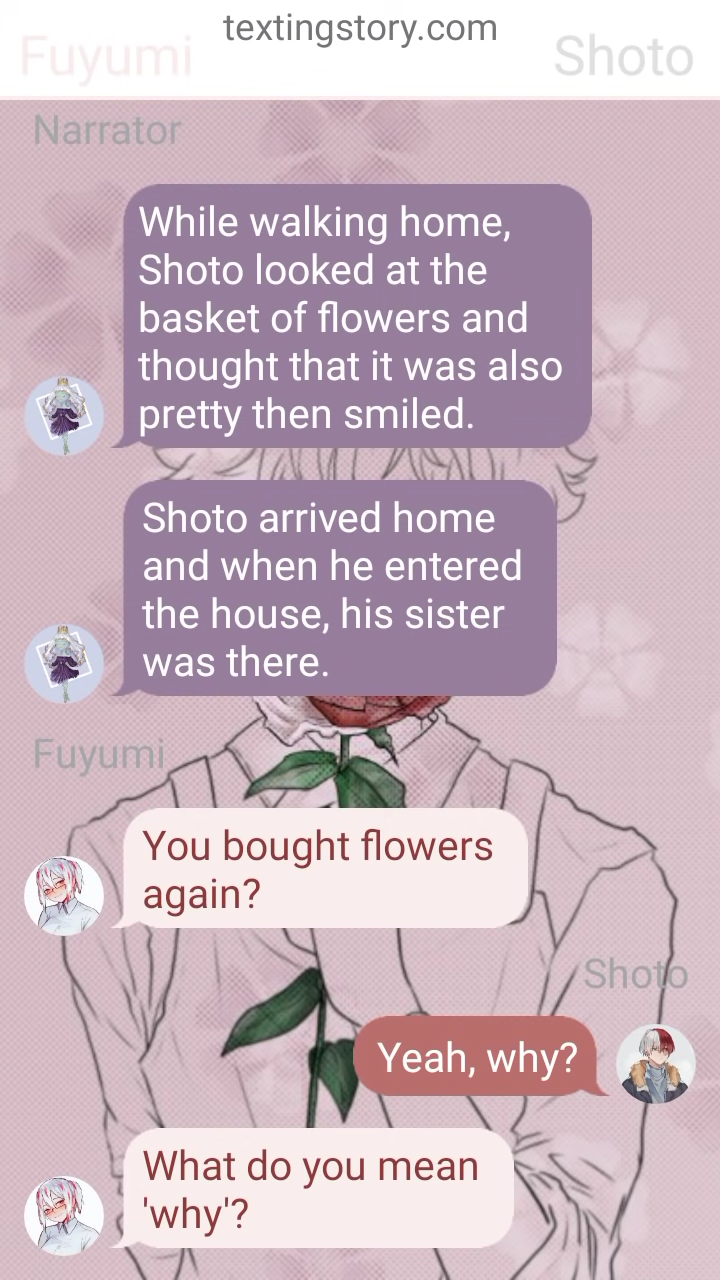 textingstory.com
Fuyumi
Shoto
Narrator
While walking home,
Shoto looked at the
basket of flowers and
thought that it was also
pretty then smiled.
Shoto arrived home
and when he entered
the house, his sister
was there.
Fuyumi
You bought flowers
again?
Shoto
Yeah, why?
What do you mean
'why'?